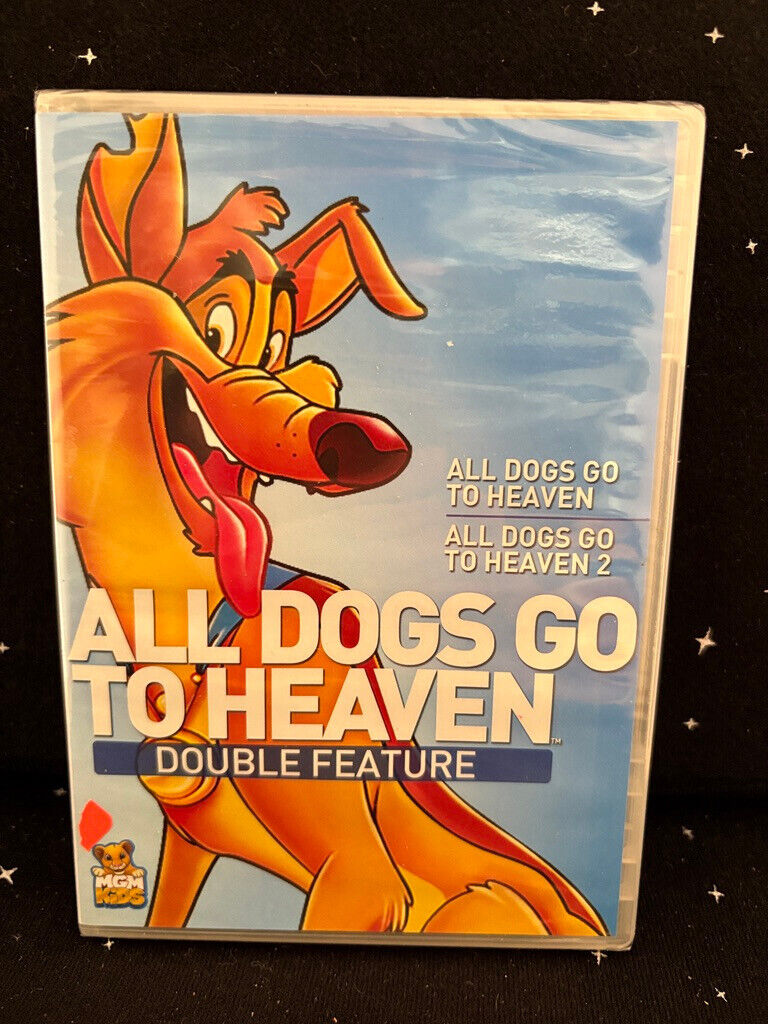 ALL DOGS GO
TO HEAVEN
ALL DOGS GO
TO HEAVEN 2
ALL DOGS GO
TO HEAVEN™
DOUBLE FEATURE
MGM
KiDS